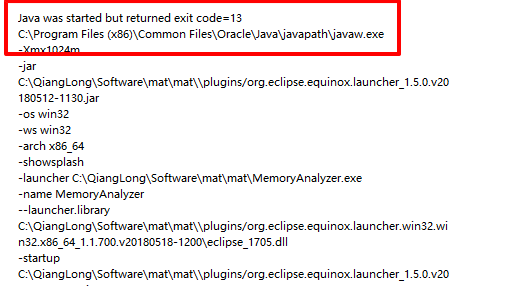 Java was started but returned exit code=13
C:\Program Files (x86)\Common Files\Oracle\Java\javapath\javaw.exe
-Xmx1024m
-jar
C:\QiangLong\Software\mat\mat\\plugins/org.eclipse.equinox.launcher_1.5.0.v20
180512-1130.jar
-os win32
-ws win32
-arch x86_64
-showsplash
-launcher C:\QiangLong\Software\mat\mat\MemoryAnalyzer.exe
-name MemoryAnalyzer
--launcher.library
C:\QiangLong\Software\mat\mat\\plugins/org.eclipse.equinox.launcher.win32.wi
n32.x86_64_1.1.700.v20180518-1200\eclipse_1705.dll
-startup
C:\QiangLong\Software\mat\mat\\plugins/org.eclipse.equinox.launcher_1.5.0.v20